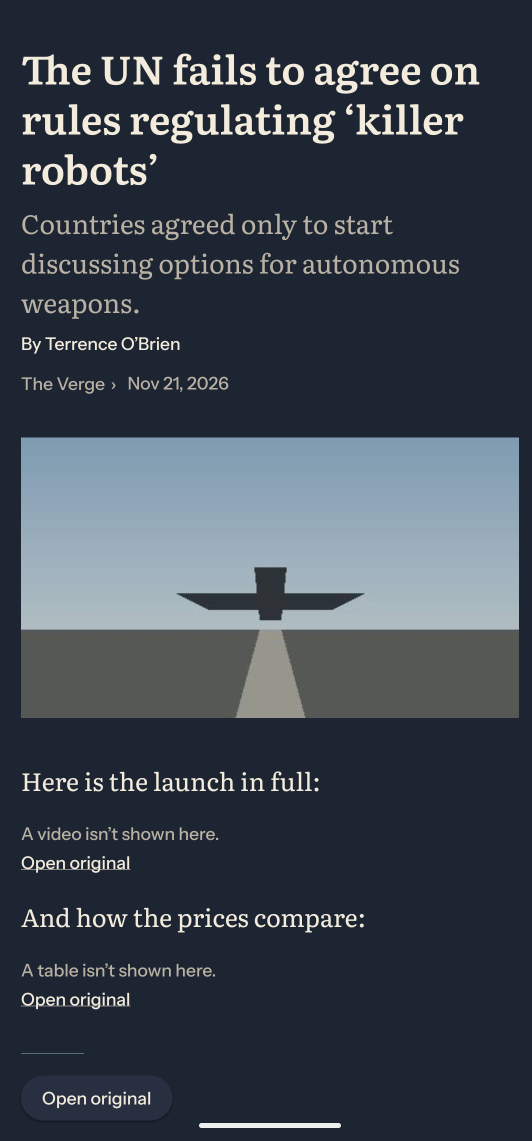 The UN fails to agree on
rules regulating ‘killer
robots’
Countries agreed only to start
discussing options for autonomous
weapons.
By Terrence O’Brien
The Verge › Nov 21, 2026
Here is the launch in full:
A video isn’t shown here.
Open original
And how the prices compare:
A table isn’t shown here.
Open original
Open original